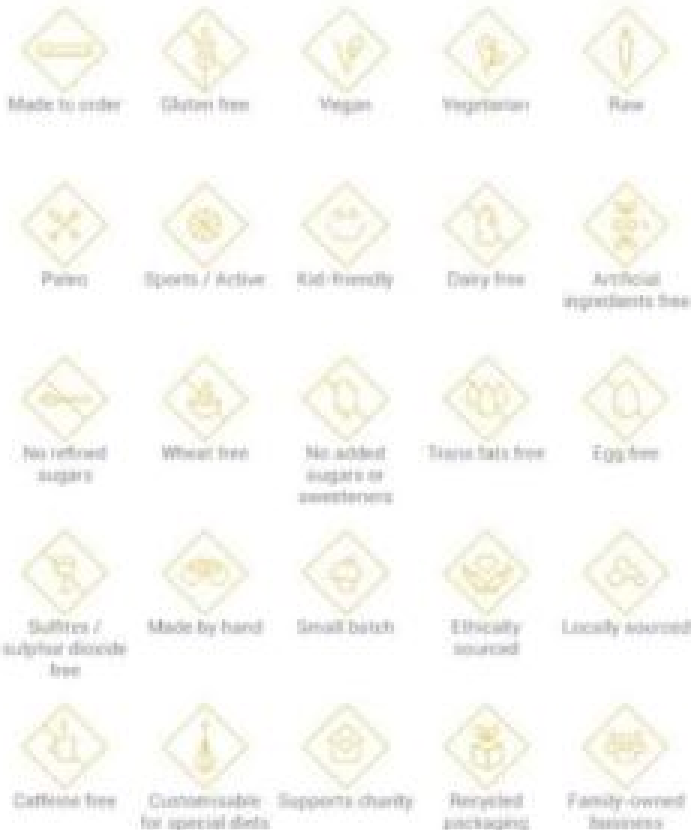 Made to order
Gluten free
Vegan
Vegetarian
Raw
Paleo
Sports / Active
Kid-friendly
Dairy free
Artificial
ingredients free
No refined
sugars
Wheat free
No added
sugars or
sweeteners
Trans fats free
Egg free
Sulfites /
sulphur dioxide
free
Made by hand
Small batch
Ethically
sourced
Locally sourced
Caffeine free
Customisable
for special diets
Supports charity
Recycled
packaging
Family-owned
business